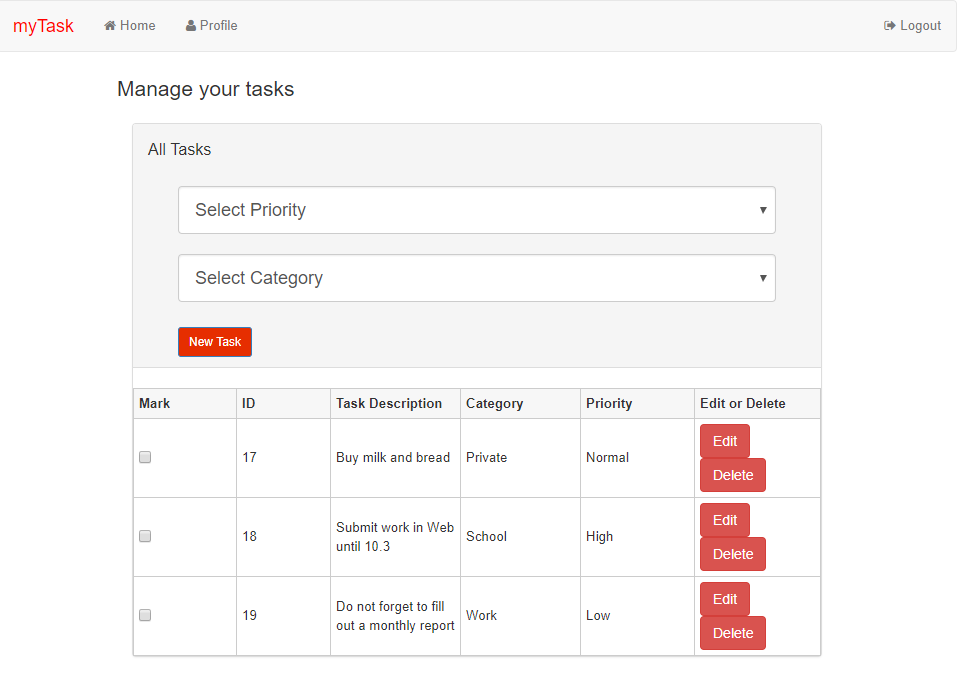 myTask Home Profile Logout
Manage your tasks
All Tasks
Select Priority
Select Category
New Task
Mark ID Task Description Category Priority Edit or Delete
17 Buy milk and bread Private Normal Edit
Delete
18 Submit work in Web until 10.3 School High Edit
Delete
19 Do not forget to fill out a monthly report Work Low Edit
Delete